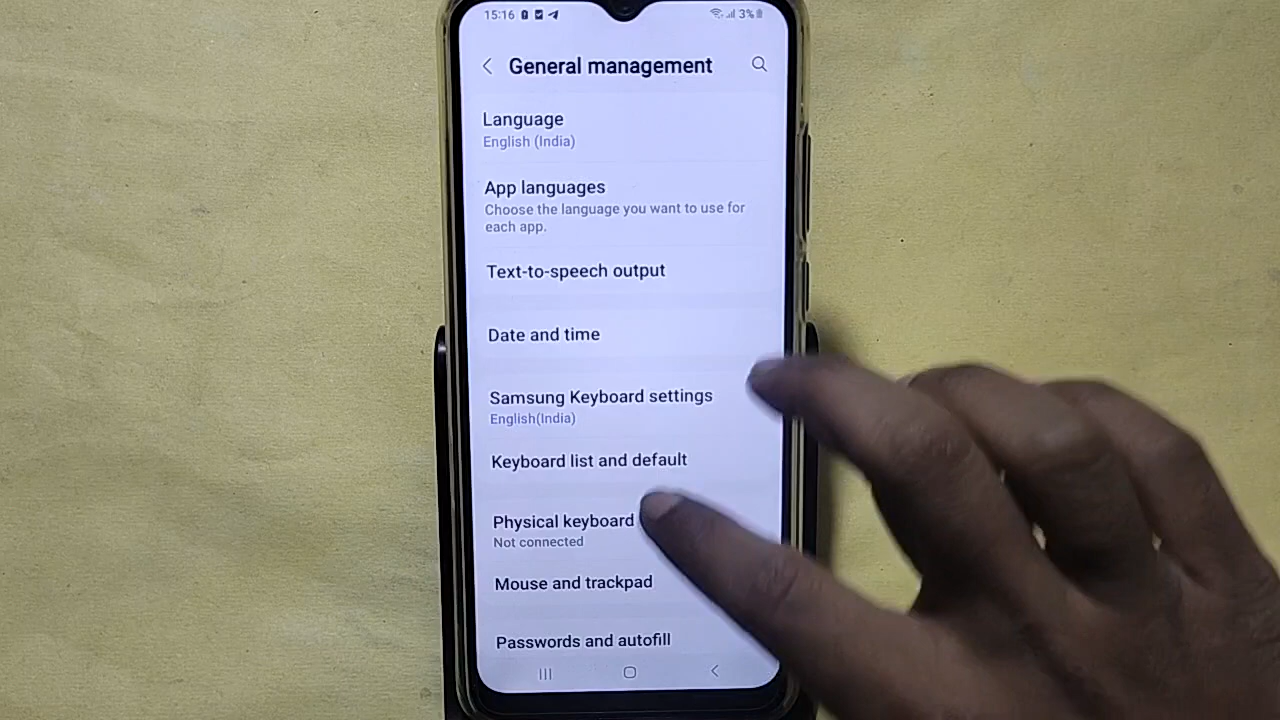 15:16
3%
General management
Language
English (India)
App languages
Choose the language you want to use for
each app.
Text-to-speech output
Date and time
Samsung Keyboard settings
English(India)
Keyboard list and default
Physical keyboard
Not connected
Mouse and trackpad
Passwords and autofill